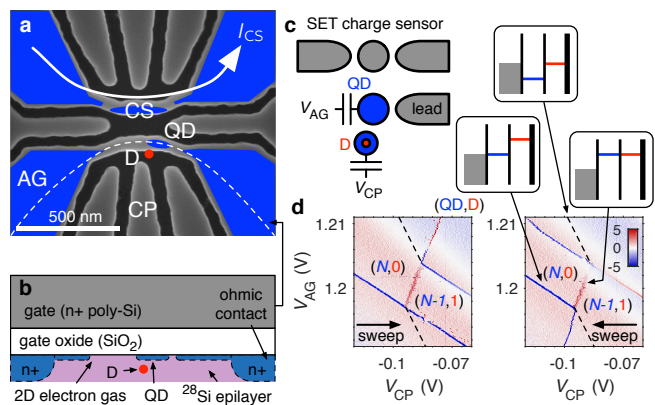 a
I_CS
CS
QD
D
AG
CP
500 nm
b
gate (n+ poly-Si)
ohmic
contact
gate oxide (SiO₂)
n+
D
n+
2D electron gas
QD
²⁸Si epilayer
c
SET charge sensor
QD
V_AG
lead
D
V_CP
d
(QD,D)
1.21
1.2
V_AG (V)
(N,0)
(N-1,1)
sweep
-0.1
-0.07
V_CP (V)
5
0
-5
(N,0)
(N-1,1)
sweep
-0.1
-0.07
V_CP (V)